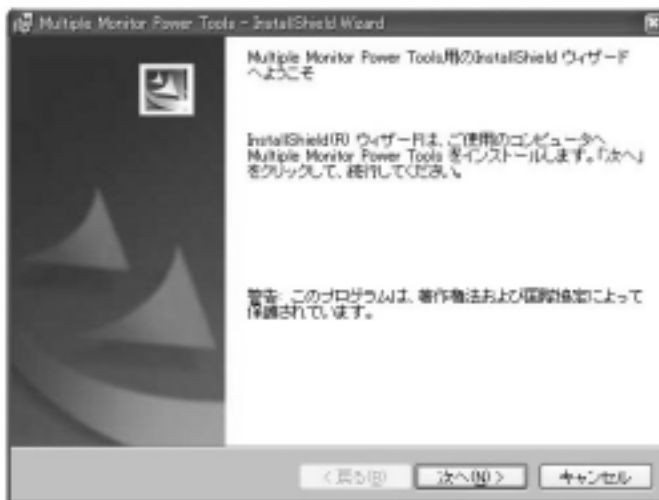 Multiple Monitor Power Tools - InstallShield Wizard
Multiple Monitor Power Tools用のInstallShield ウィザード
へようこそ
InstallShield(R) ウィザードは、ご使用のコンピュータへ
Multiple Monitor Power Tools をインストールします。「次へ」
をクリックして、続行してください。
警告: このプログラムは、著作権法および国際協定によって
保護されています。
< 戻る(B)
次へ(N) >
キャンセル